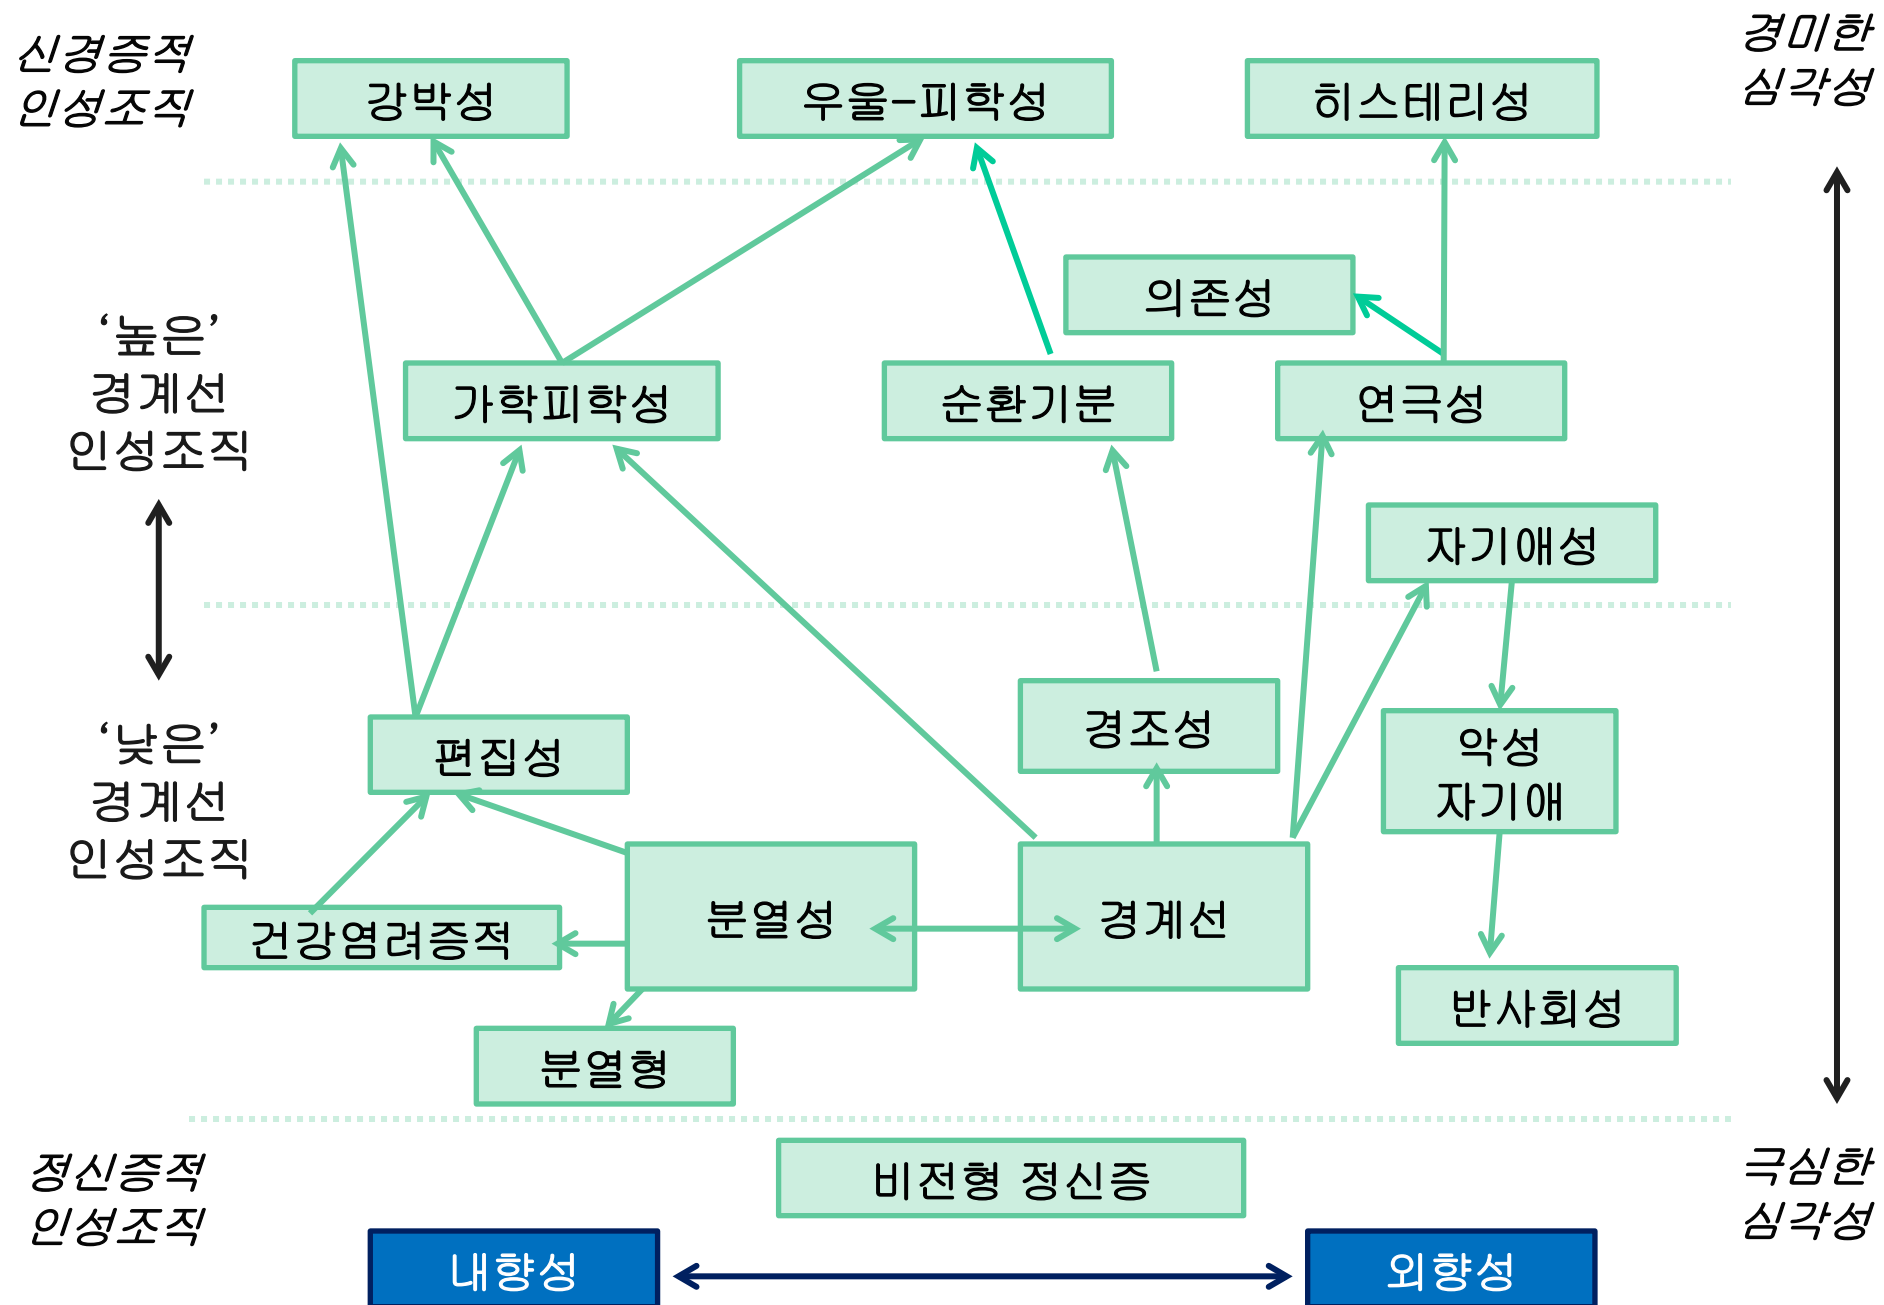 신경증적
인성조직
경미한
심각성
강박성
우울-피학성
히스테리성
의존성
‘높은’
경계선
인성조직
가학피학성
순환기분
연극성
자기애성
‘낮은’
경계선
인성조직
편집성
경조성
악성
자기애
건강염려증적
분열성
경계선
반사회성
분열형
정신증적
인성조직
비전형 정신증
극심한
심각성
내향성
외향성